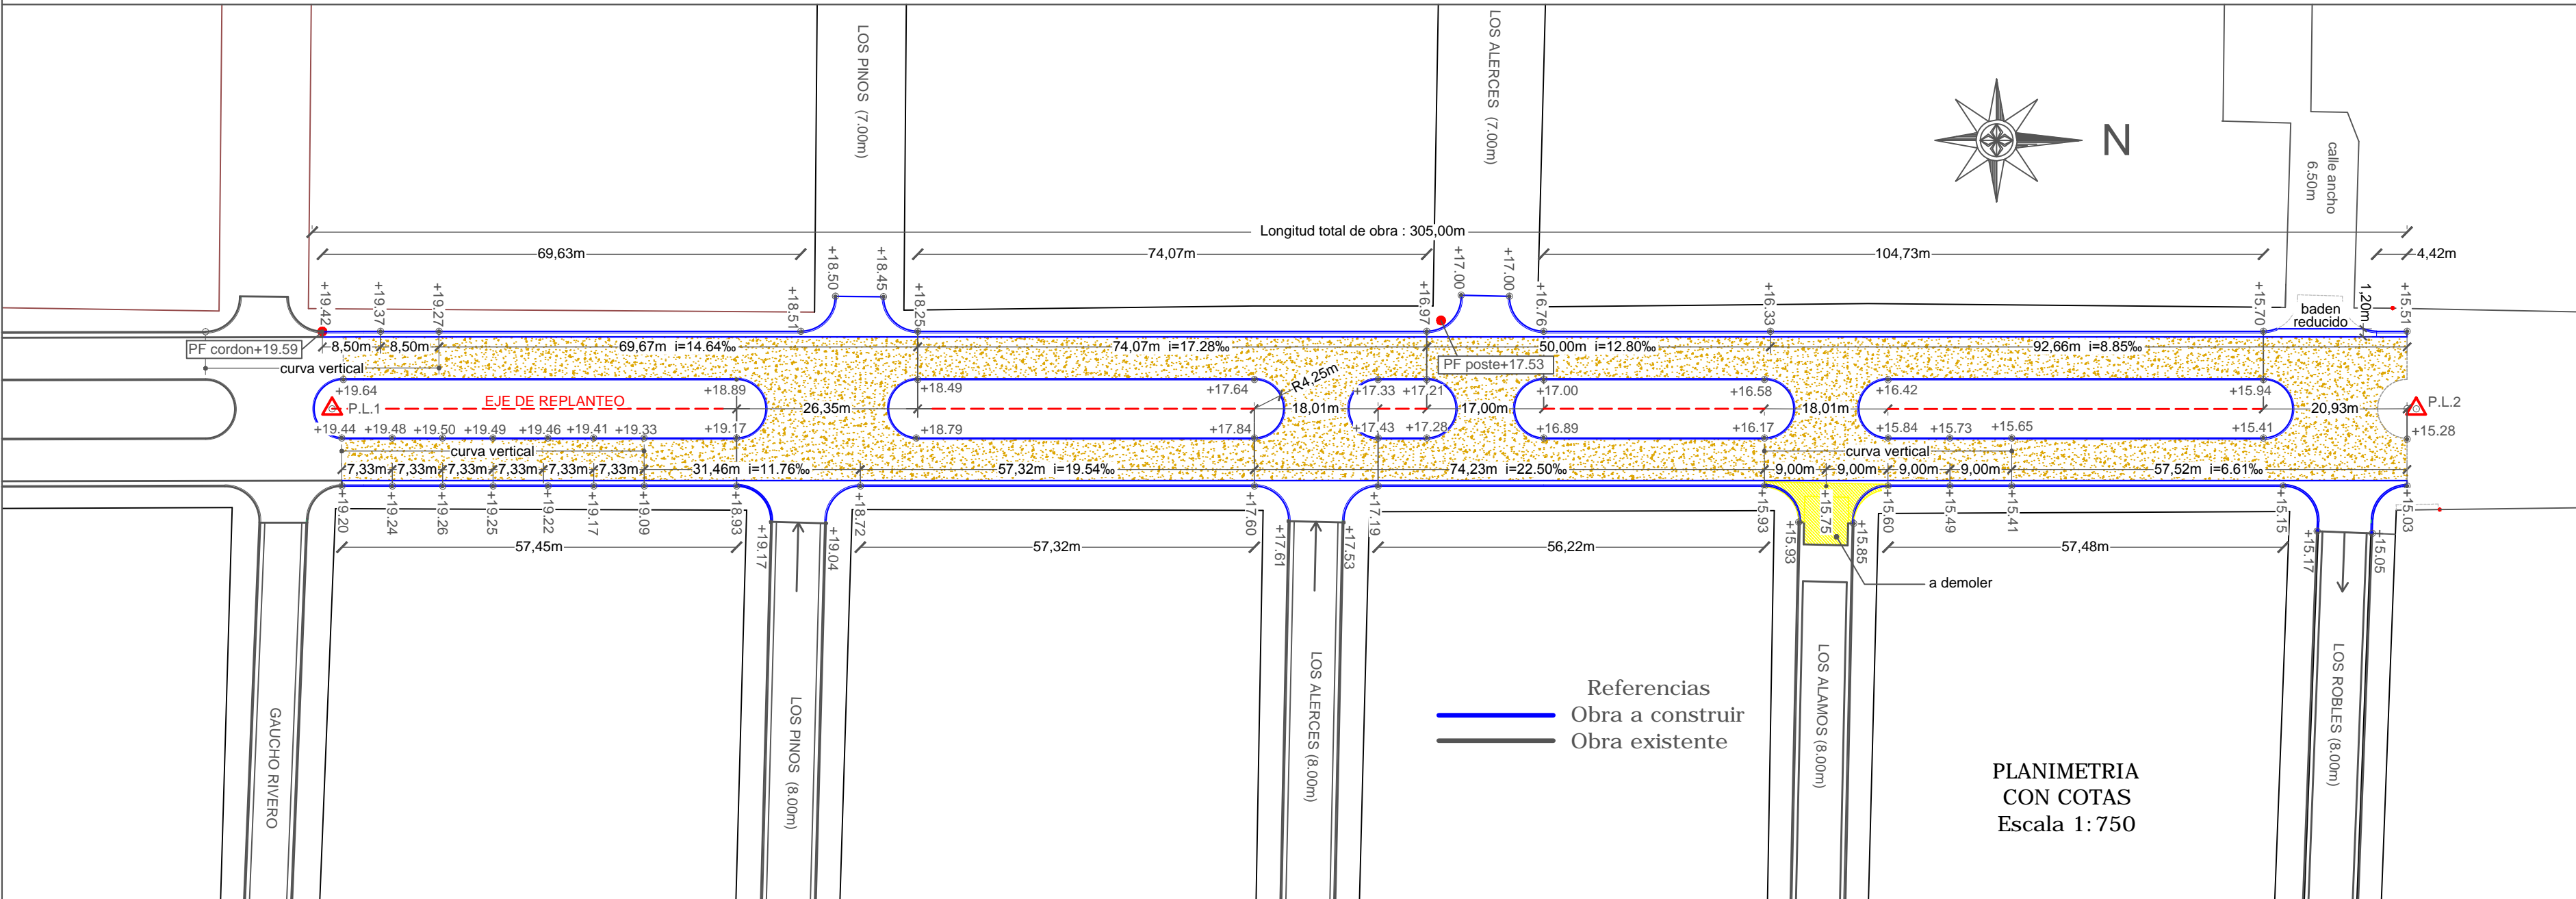 LOS PINOS (7.00m)
LOS ALERCES (7.00m)
N
calle ancho
6.50m
Longitud total de obra : 305,00m
69,63m
74,07m
104,73m
4,42m
+19.42
+19.37
+19.27
+18.51
+18.50
+18.45
+18.25
+16.97
+17.00
+17.00
+16.76
+16.33
+15.70
baden
reducido
1,20m
+15.51
PF cordon+19.59
8,50m
8,50m
69,67m i=14.64‰
74,07m i=17.28‰
50,00m i=12.80‰
92,66m i=8.85‰
curva vertical
PF poste+17.53
+19.64
+18.89
+18.49
+17.64
R4,25m
+17.33
+17.21
+17.00
+16.58
+16.42
+15.94
P.L.1
EJE DE REPLANTEO
26,35m
18,01m
17,00m
18,01m
20,93m
P.L.2
+19.44
+19.48
+19.50
+19.49
+19.46
+19.41
+19.33
+19.17
+18.79
+17.84
+17.43
+17.28
+16.89
+16.17
+15.84
+15.73
+15.65
+15.41
+15.28
curva vertical
curva vertical
7,33m
7,33m
7,33m
7,33m
7,33m
7,33m
31,46m i=11.76‰
57,32m i=19.54‰
74,23m i=22.50‰
9,00m
9,00m
9,00m
9,00m
57,52m i=6.61‰
+19.20
+19.24
+19.26
+19.25
+19.22
+19.17
+19.09
+18.93
+19.17
+19.04
+18.72
+17.60
+17.61
+17.53
+17.19
+15.93
+15.93
+15.75
+15.85
+15.60
+15.49
+15.41
+15.15
+15.17
+15.05
+15.03
57,45m
57,32m
56,22m
57,48m
a demoler
GAUCHO RIVERO
LOS PINOS (8.00m)
LOS ALERCES (8.00m)
LOS ALAMOS (8.00m)
LOS ROBLES (8.00m)
Referencias
Obra a construir
Obra existente
PLANIMETRIA
CON COTAS
Escala 1:750